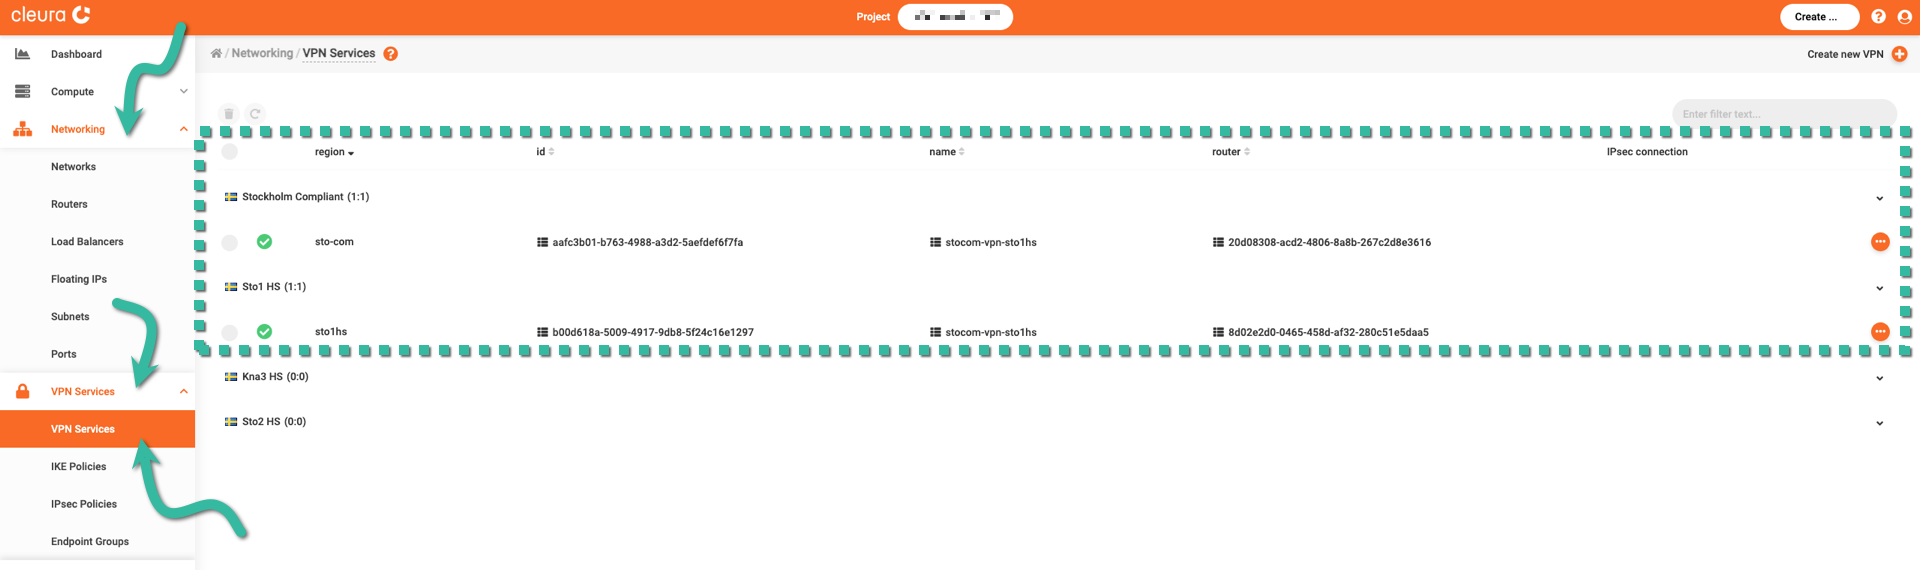 cleura
Project
Create ...
Dashboard
Compute
Networking
Networks
Routers
Load Balancers
Floating IPs
Subnets
Ports
VPN Services
VPN Services
IKE Policies
IPsec Policies
Endpoint Groups
/ Networking / VPN Services ?
Create new VPN
Enter filter text...
region id name router IPsec connection
Stockholm Compliant (1:1)
sto-com aafc3b01-b763-4988-a3d2-5aefdef6f7fa stocom-vpn-sto1hs 20d08308-acd2-4806-8a8b-267c2d8e3616
Sto1 HS (1:1)
sto1hs b00d618a-5009-4917-9db8-5f24c16e1297 stocom-vpn-sto1hs 8d02e2d0-0465-458d-af32-280c51e5daa5
Kna3 HS (0:0)
Sto2 HS (0:0)